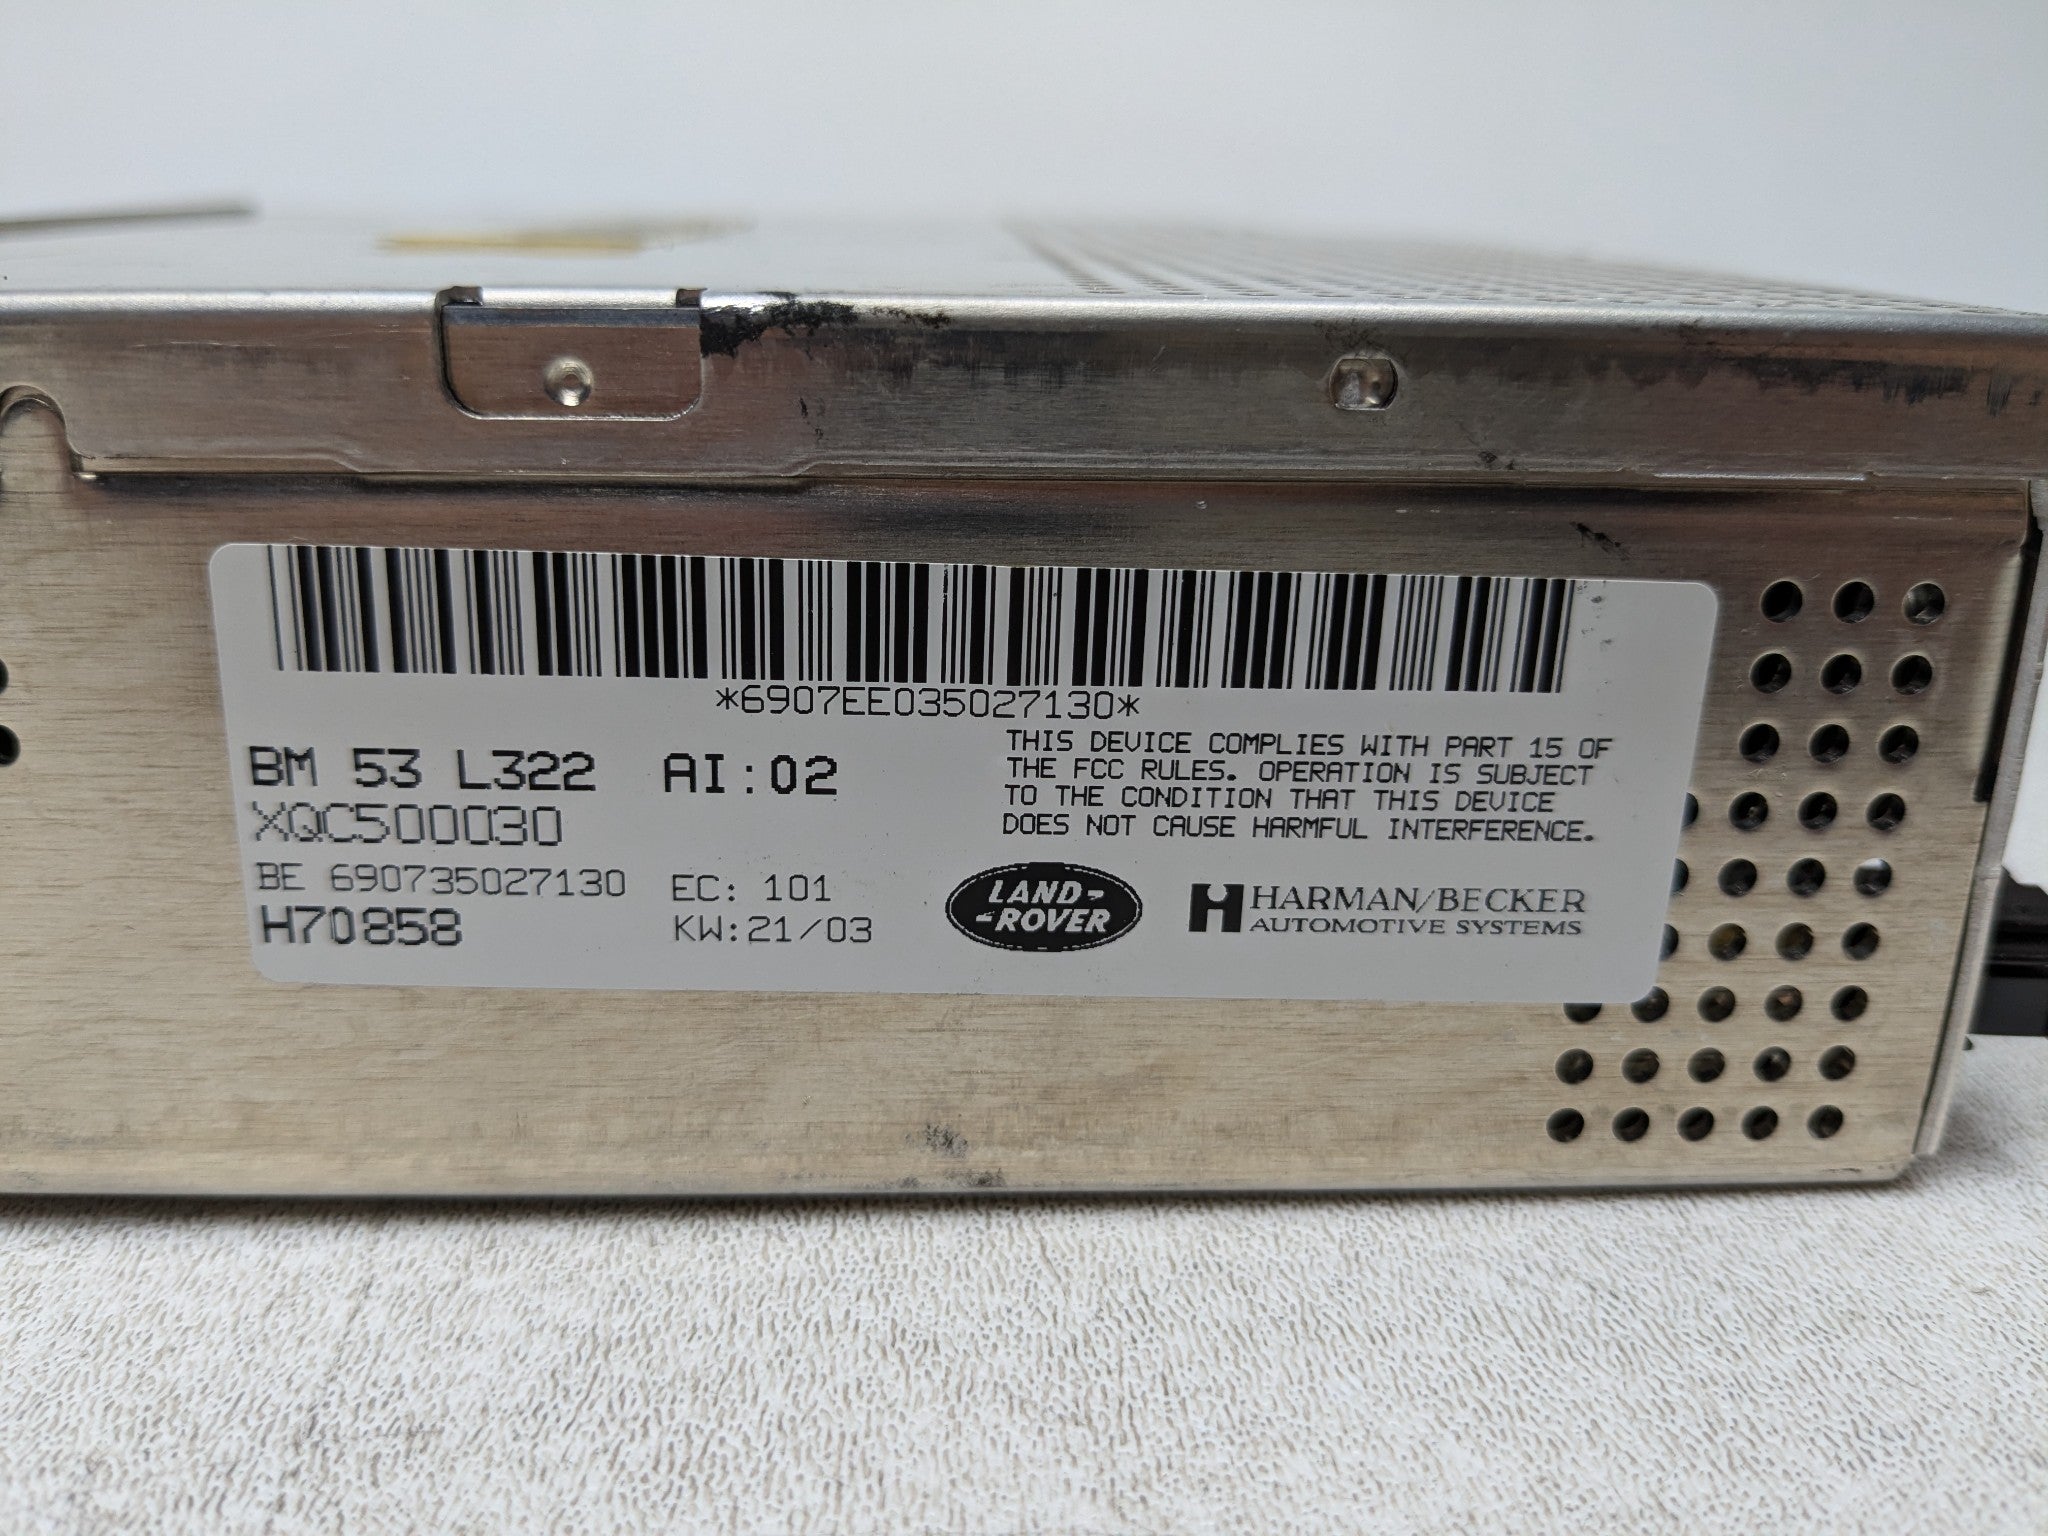 *6907EE035027130*
BM 53 L322 AI:02
XQC500030
BE 690735027130
H70858
EC: 101
KW:21/03
THIS DEVICE COMPLIES WITH PART 15 OF
THE FCC RULES. OPERATION IS SUBJECT
TO THE CONDITION THAT THIS DEVICE
DOES NOT CAUSE HARMFUL INTERFERENCE.
LAND-
-ROVER
HARMAN/BECKER
AUTOMOTIVE SYSTEMS